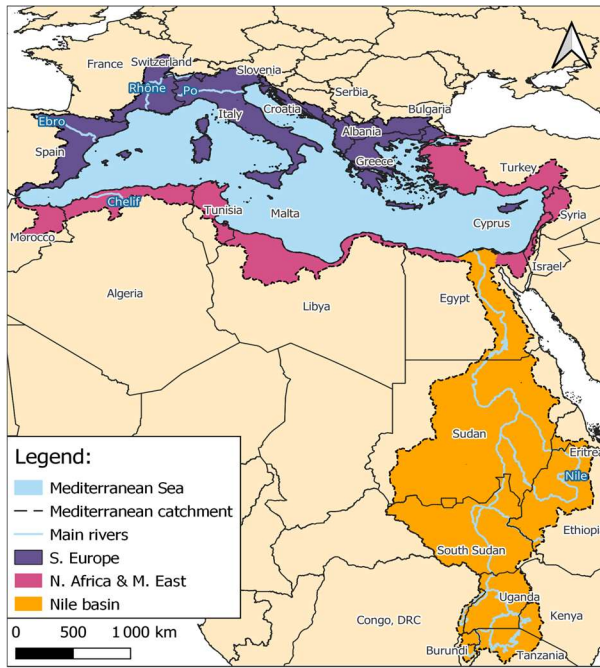 France
Switzerland
Slovenia
Rhône
Po
Serbia
Croatia
Italy
Bulgaria
Ebro
Albania
Spain
Greece
Turkey
Chelif
Tunisia
Malta
Syria
Cyprus
Morocco
Israel
Algeria
Libya
Egypt
Sudan
Eritrea
Nile
Ethiopia
South Sudan
Uganda
Congo, DRC
Kenya
Burundi
Tanzania
Legend:
Mediterranean Sea
Mediterranean catchment
Main rivers
S. Europe
N. Africa & M. East
Nile basin
0 500 1 000 km